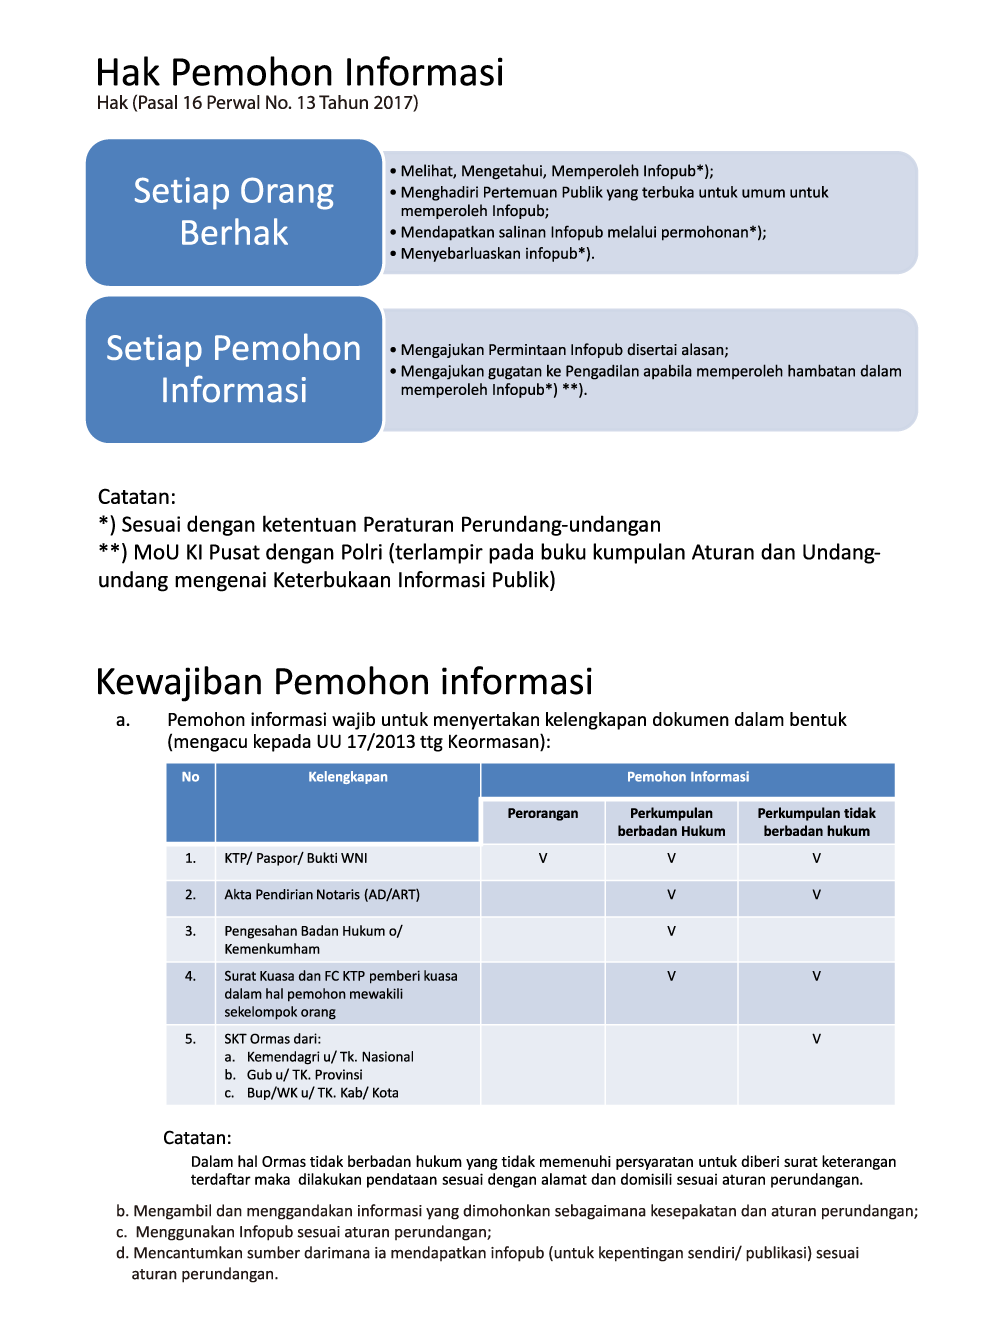 Hak Pemohon Informasi
Hak (Pasal 16 Perwal No. 13 Tahun 2017)
Setiap Orang
Berhak
• Melihat, Mengetahui, Memperoleh Infopub*);
• Menghadiri Pertemuan Publik yang terbuka untuk umum untuk
memperoleh Infopub;
• Mendapatkan salinan Infopub melalui permohonan*);
• Menyebarluaskan infopub*).
Setiap Pemohon
Informasi
• Mengajukan Permintaan Infopub disertai alasan;
• Mengajukan gugatan ke Pengadilan apabila memperoleh hambatan dalam
memperoleh Infopub*) **).
Catatan:
*) Sesuai dengan ketentuan Peraturan Perundang-undangan
**) MoU KI Pusat dengan Polri (terlampir pada buku kumpulan Aturan dan Undang-
undang mengenai Keterbukaan Informasi Publik)
Kewajiban Pemohon informasi
a. Pemohon informasi wajib untuk menyertakan kelengkapan dokumen dalam bentuk
(mengacu kepada UU 17/2013 ttg Keormasan):
No Kelengkapan Pemohon Informasi
Perorangan Perkumpulan berbadan Hukum Perkumpulan tidak berbadan hukum
1. KTP/ Paspor/ Bukti WNI V V V
2. Akta Pendirian Notaris (AD/ART) V V
3. Pengesahan Badan Hukum o/ V
Kemenkumham
4. Surat Kuasa dan FC KTP pemberi kuasa V V
dalam hal pemohon mewakili
sekelompok orang
5. SKT Ormas dari: V
a. Kemendagri u/ Tk. Nasional
b. Gub u/ TK. Provinsi
c. Bup/WK u/ TK. Kab/ Kota
Catatan:
Dalam hal Ormas tidak berbadan hukum yang tidak memenuhi persyaratan untuk diberi surat keterangan
terdaftar maka dilakukan pendataan sesuai dengan alamat dan domisili sesuai aturan perundangan.
b. Mengambil dan menggandakan informasi yang dimohonkan sebagaimana kesepakatan dan aturan perundangan;
c. Menggunakan Infopub sesuai aturan perundangan;
d. Mencantumkan sumber darimana ia mendapatkan infopub (untuk kepentingan sendiri/ publikasi) sesuai
aturan perundangan.